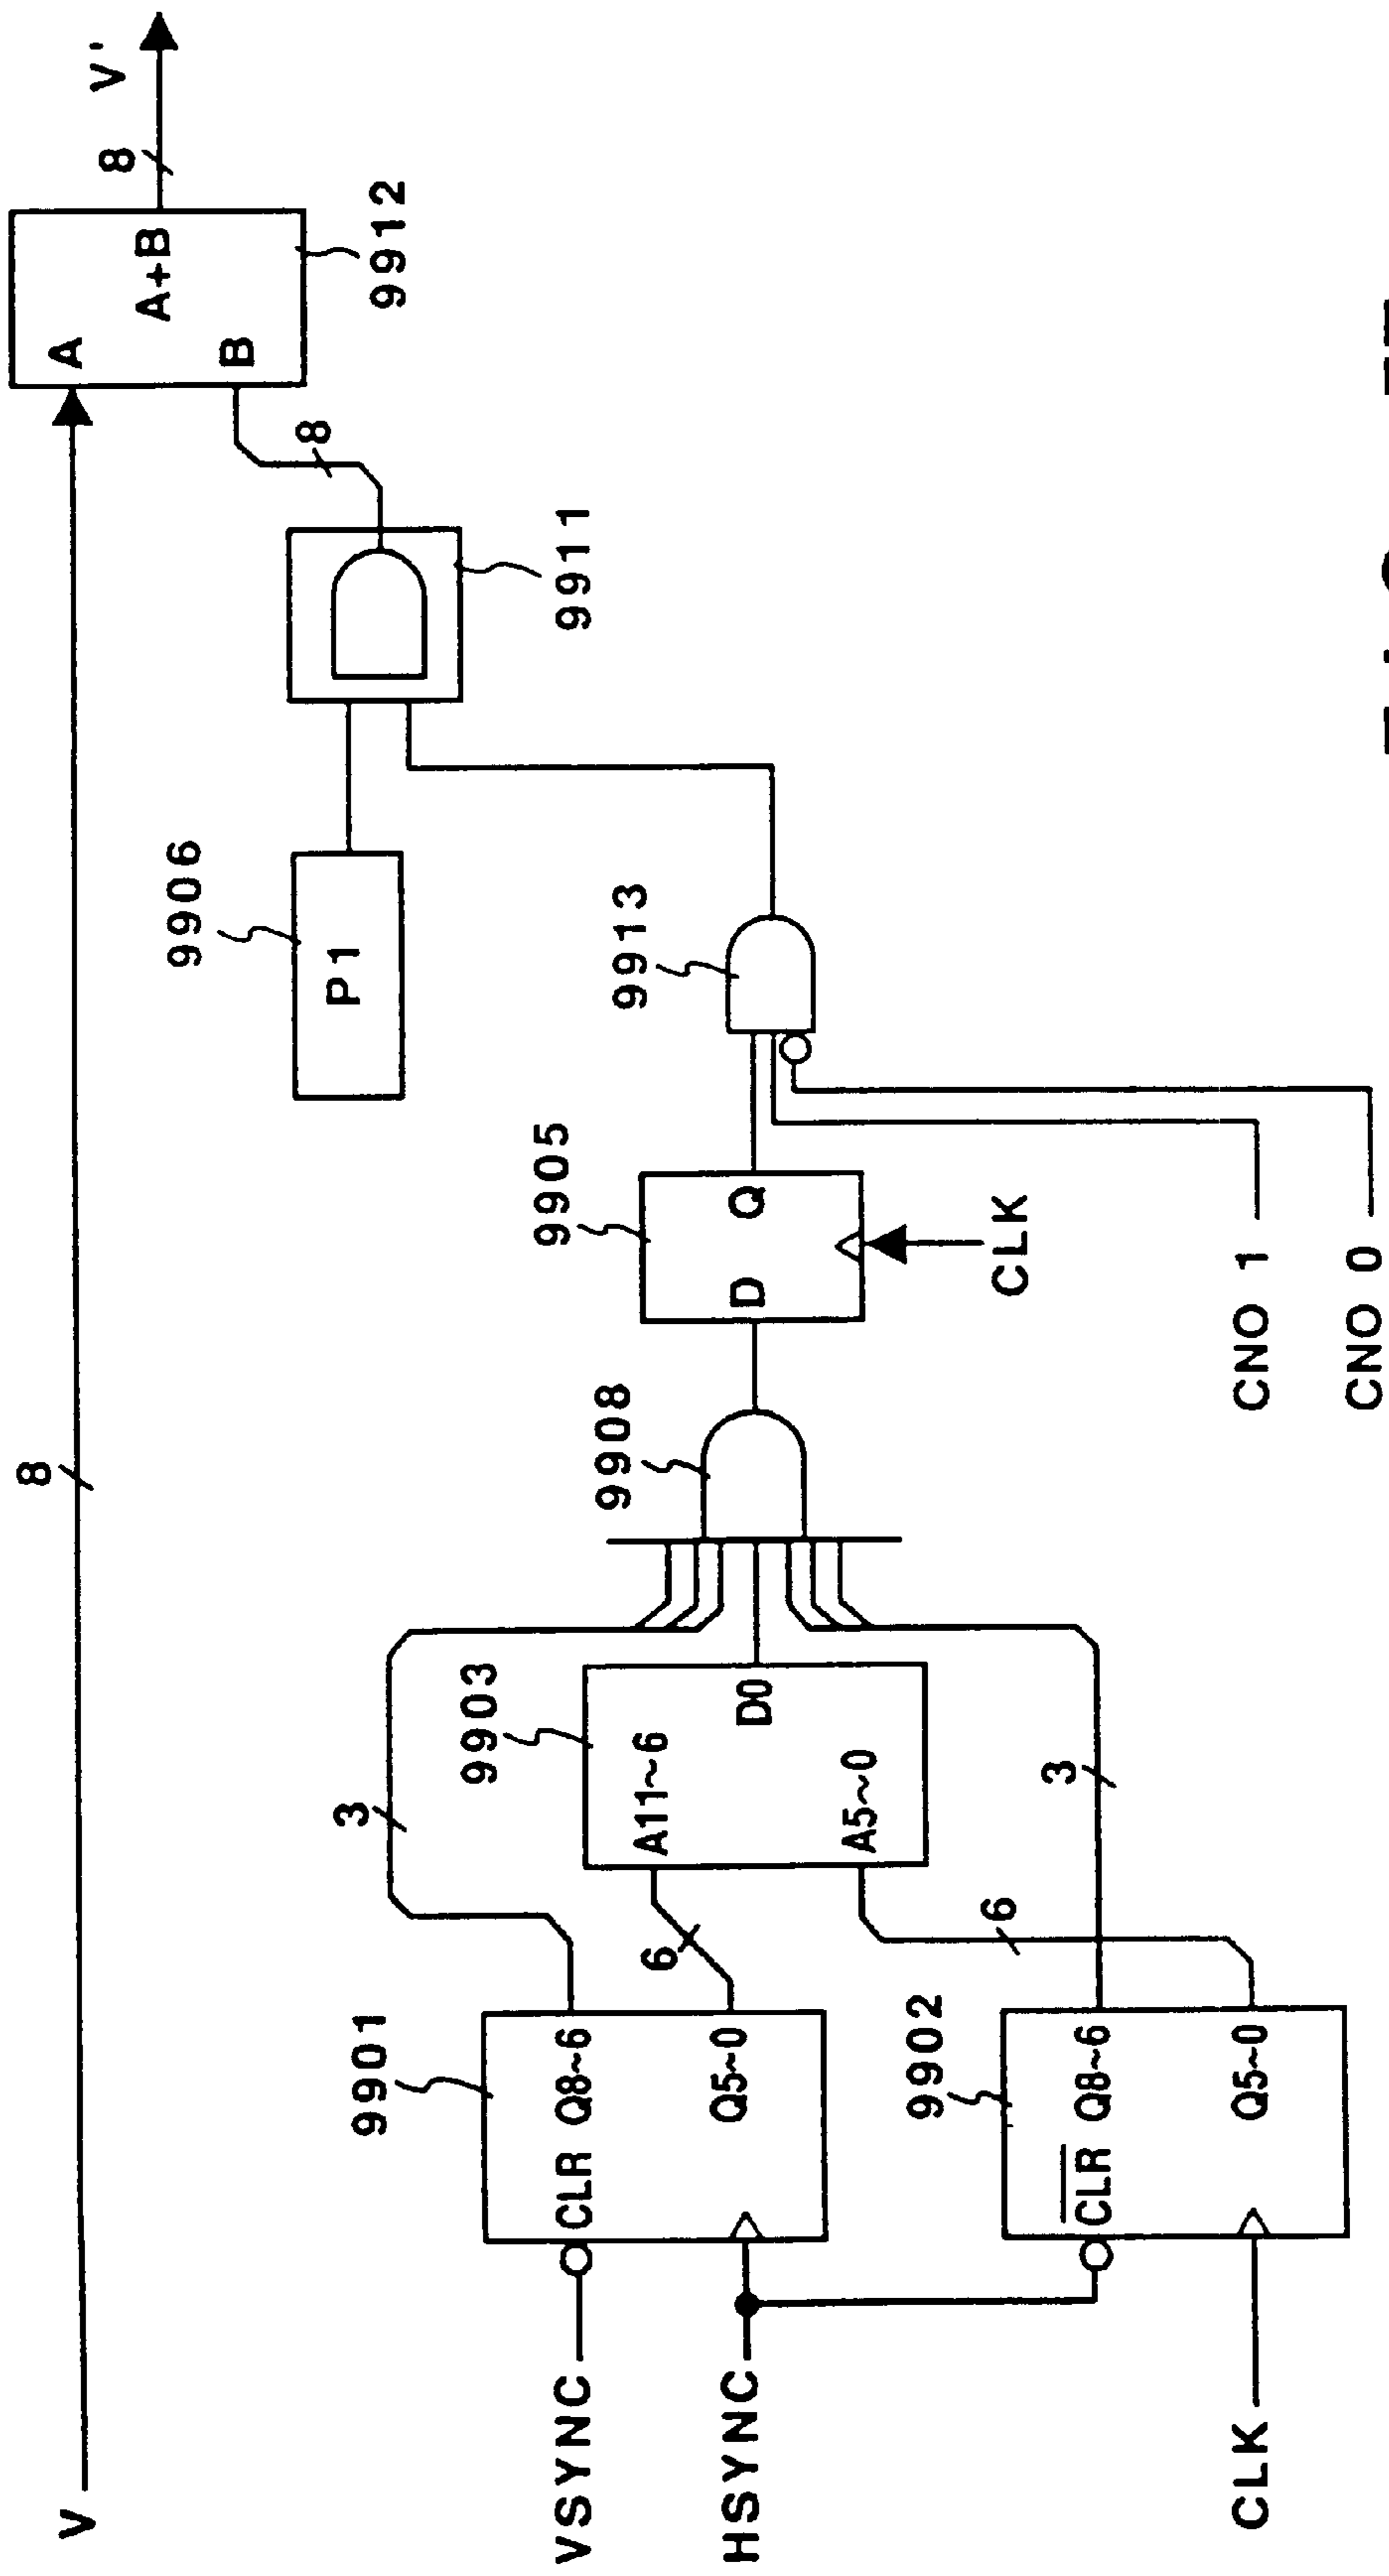 V
8
A
A+B
B
8
V'
9912
8
9911
9906
P1
9913
9905
D
Q
CLK
CNO 1
CNO 0
9908
9903
A11~6
D0
A5~0
3
6
3
6
9901
CLR
Q8~6
Q5~0
VSYNC
HSYNC
9902
CLR
Q8~6
Q5~0
CLK